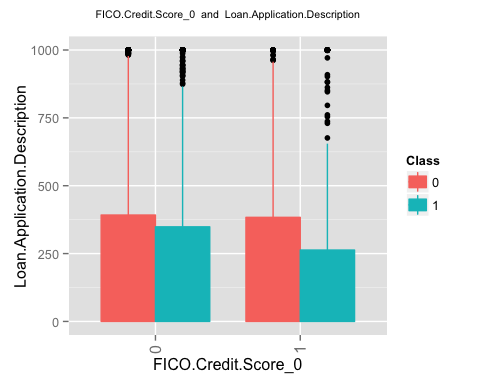 FICO.Credit.Score_0 and Loan.Application.Description
1000
750
500
250
0
Loan.Application.Description
0
1
FICO.Credit.Score_0
Class
0
1